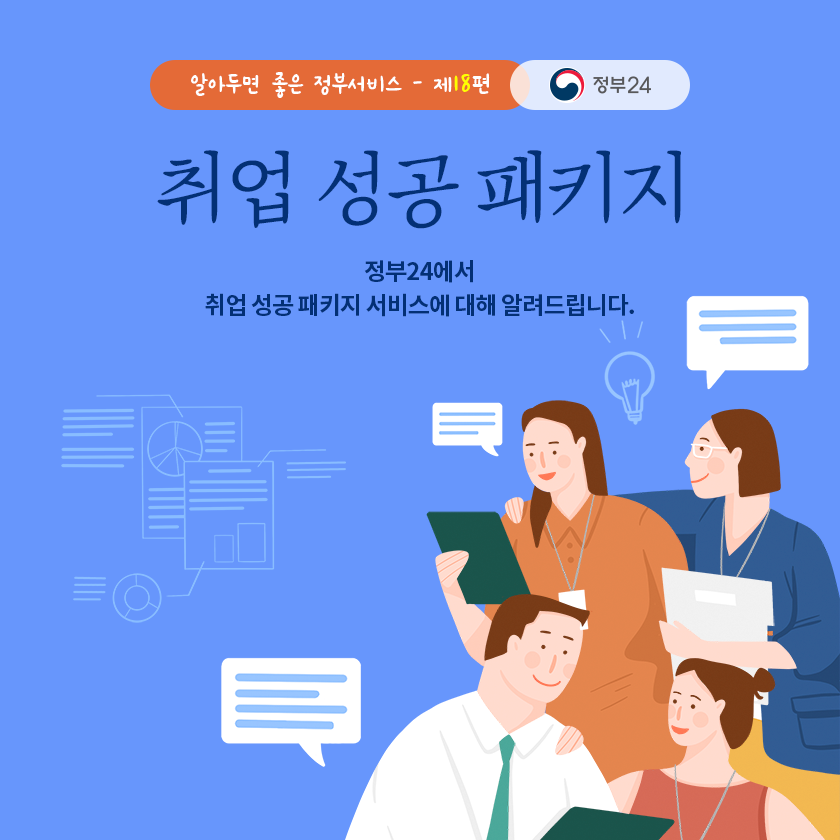 알아두면 좋은 정부서비스 - 제18편
정부24
취업 성공 패키지
정부24에서
취업 성공 패키지 서비스에 대해 알려드립니다.